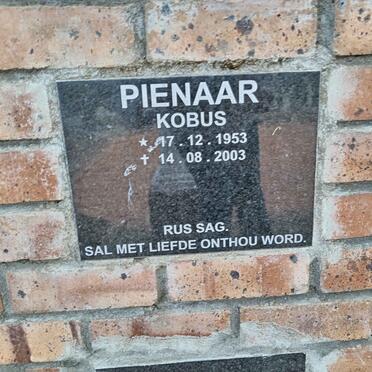 PIENAAR
KOBUS
★ 17 . 12 . 1953
✝ 14 . 08 . 2003
RUS SAG.
SAL MET LIEFDE ONTHOU WORD.